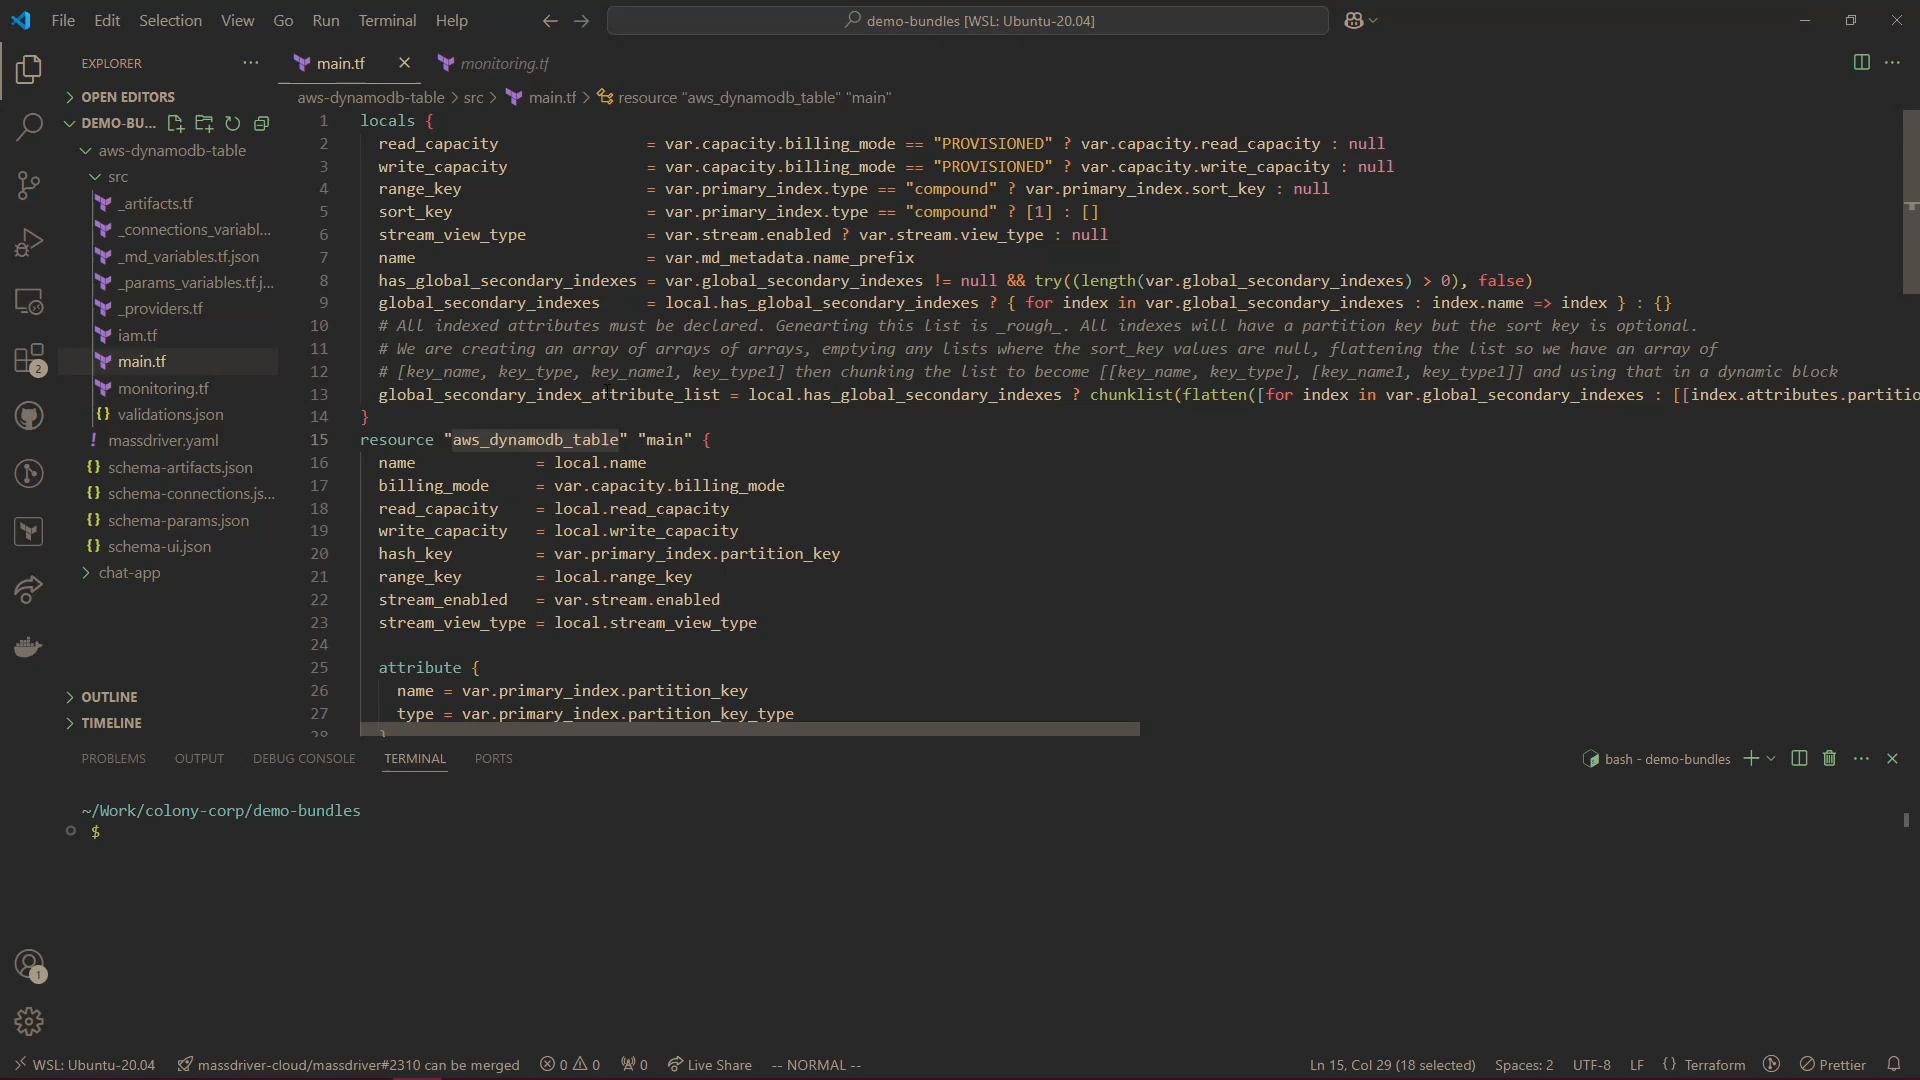 File Edit Selection View Go Run Terminal Help
demo-bundles [WSL: Ubuntu-20.04]
EXPLORER
main.tf
monitoring.tf
OPEN EDITORS
DEMO-BU...
aws-dynamodb-table
src
_artifacts.tf
_connections_variabl...
_md_variables.tf.json
_params_variables.tf.j...
_providers.tf
iam.tf
main.tf
monitoring.tf
validations.json
massdriver.yaml
schema-artifacts.json
schema-connections.js...
schema-params.json
schema-ui.json
chat-app
OUTLINE
TIMELINE
2
1
aws-dynamodb-table > src > main.tf > resource "aws_dynamodb_table" "main"
1 locals {
2 read_capacity = var.capacity.billing_mode == "PROVISIONED" ? var.capacity.read_capacity : null
3 write_capacity = var.capacity.billing_mode == "PROVISIONED" ? var.capacity.write_capacity : null
4 range_key = var.primary_index.type == "compound" ? var.primary_index.sort_key : null
5 sort_key = var.primary_index.type == "compound" ? [1] : []
6 stream_view_type = var.stream.enabled ? var.stream.view_type : null
7 name = var.md_metadata.name_prefix
8 has_global_secondary_indexes = var.global_secondary_indexes != null && try((length(var.global_secondary_indexes) > 0), false)
9 global_secondary_indexes = local.has_global_secondary_indexes ? { for index in var.global_secondary_indexes : index.name => index } : {}
10 # All indexed attributes must be declared. Genearting this list is _rough_. All indexes will have a partition key but the sort key is optional.
11 # We are creating an array of arrays of arrays, emptying any lists where the sort_key values are null, flattening the list so we have an array of
12 # [key_name, key_type, key_name1, key_type1] then chunking the list to become [[key_name, key_type], [key_name1, key_type1]] and using that in a dynamic block
13 global_secondary_index_attribute_list = local.has_global_secondary_indexes ? chunklist(flatten([for index in var.global_secondary_indexes : [[index.attributes.partitio
14 }
15 resource "aws_dynamodb_table" "main" {
16 name = local.name
17 billing_mode = var.capacity.billing_mode
18 read_capacity = local.read_capacity
19 write_capacity = local.write_capacity
20 hash_key = var.primary_index.partition_key
21 range_key = local.range_key
22 stream_enabled = var.stream.enabled
23 stream_view_type = local.stream_view_type
24
25 attribute {
26 name = var.primary_index.partition_key
27 type = var.primary_index.partition_key_type
28 }
PROBLEMS OUTPUT DEBUG CONSOLE TERMINAL PORTS
bash - demo-bundles
~/Work/colony-corp/demo-bundles
$
WSL: Ubuntu-20.04 massdriver-cloud/massdriver#2310 can be merged 0 0 0 Live Share -- NORMAL --
Ln 15, Col 29 (18 selected) Spaces: 2 UTF-8 LF {} Terraform Prettier